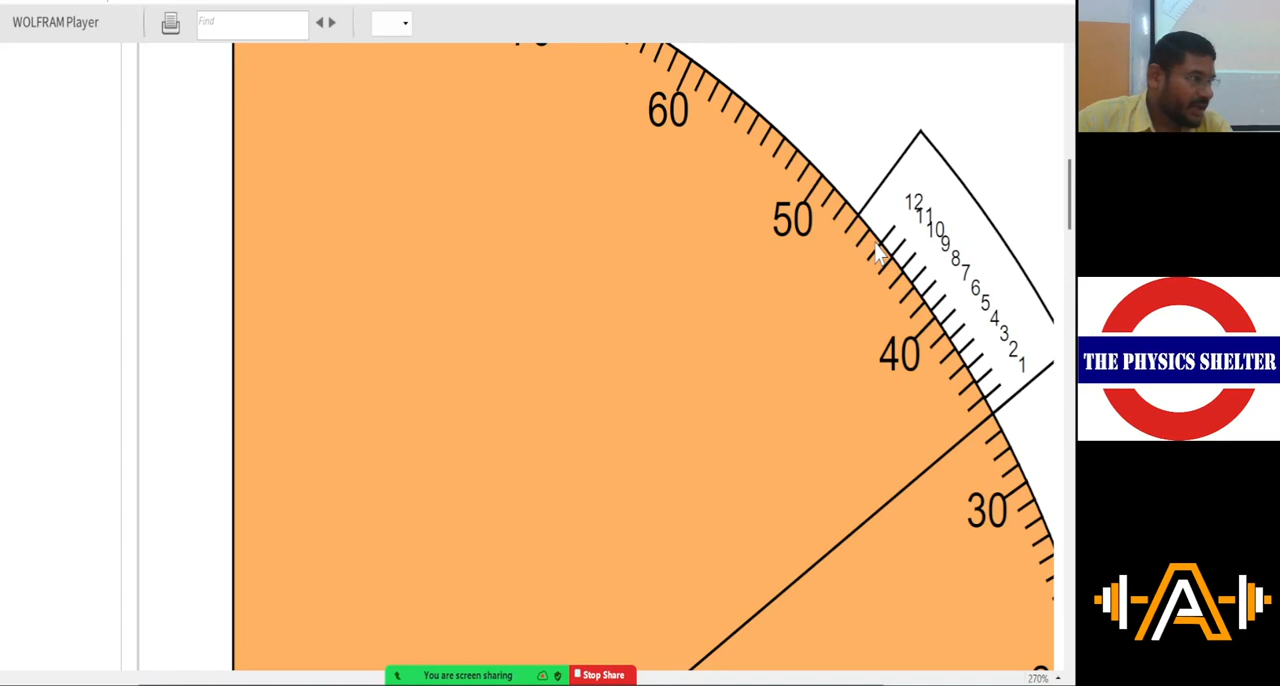 WOLFRAM Player
Find
60
50
40
30
12
11
10
9
8
7
6
5
4
3
2
1
THE PHYSICS SHELTER
A
You are screen sharing
Stop Share
270%